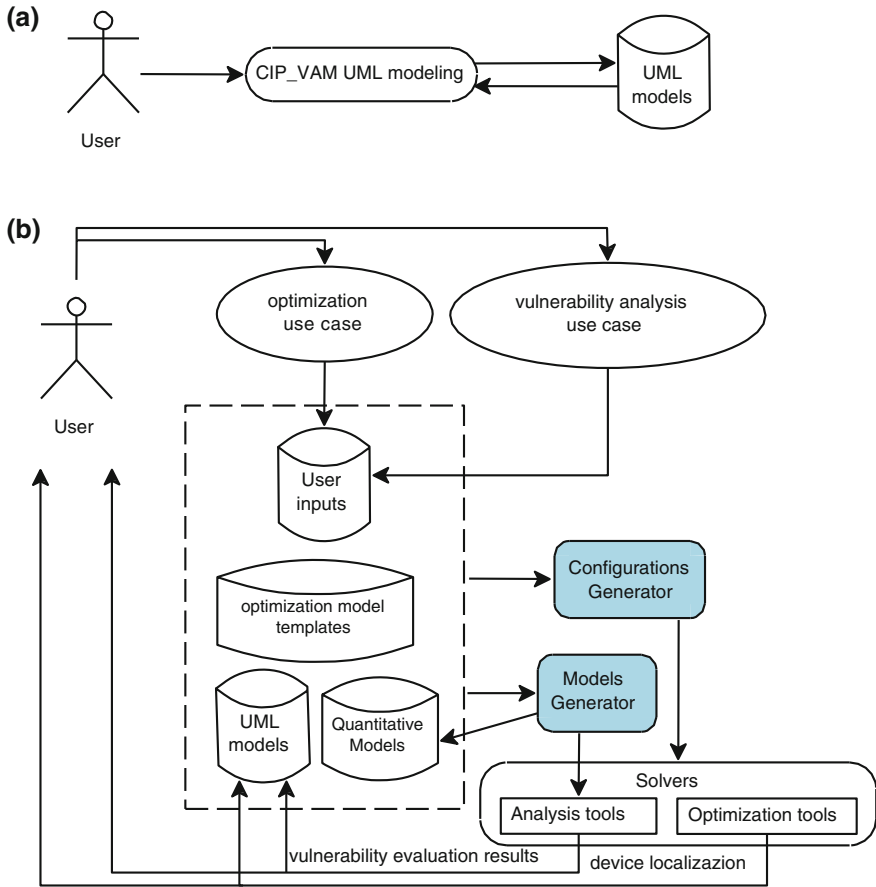 (a)
CIP_VAM UML modeling
UML
models
User
(b)
optimization
use case
vulnerability analysis
use case
User
User
inputs
Configurations
Generator
optimization model
templates
Models
Generator
UML
models
Quantitative
Models
Solvers
Analysis tools
Optimization tools
vulnerability evaluation results
device localizazion